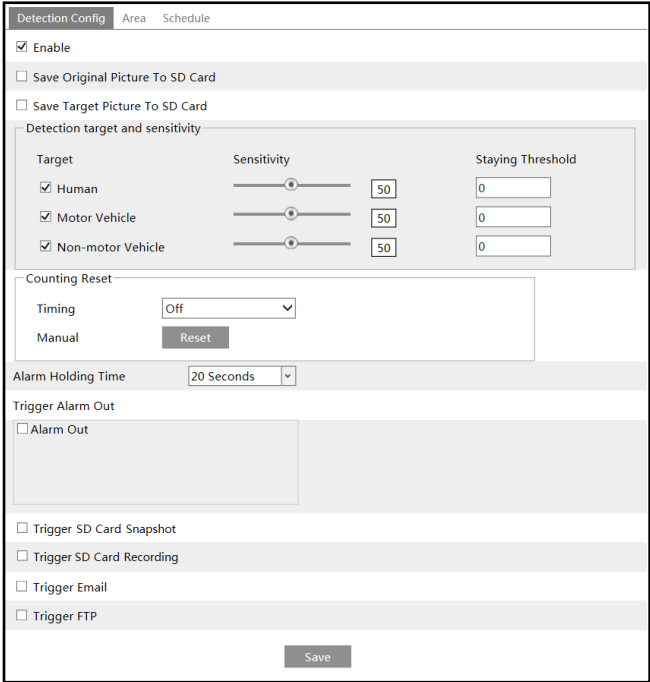 Detection Config Area Schedule
Enable
Save Original Picture To SD Card
Save Target Picture To SD Card
Detection target and sensitivity
Target Sensitivity Staying Threshold
Human 50 0
Motor Vehicle 50 0
Non-motor Vehicle 50 0
Counting Reset
Timing Off
Manual Reset
Alarm Holding Time 20 Seconds
Trigger Alarm Out
Alarm Out
Trigger SD Card Snapshot
Trigger SD Card Recording
Trigger Email
Trigger FTP
Save